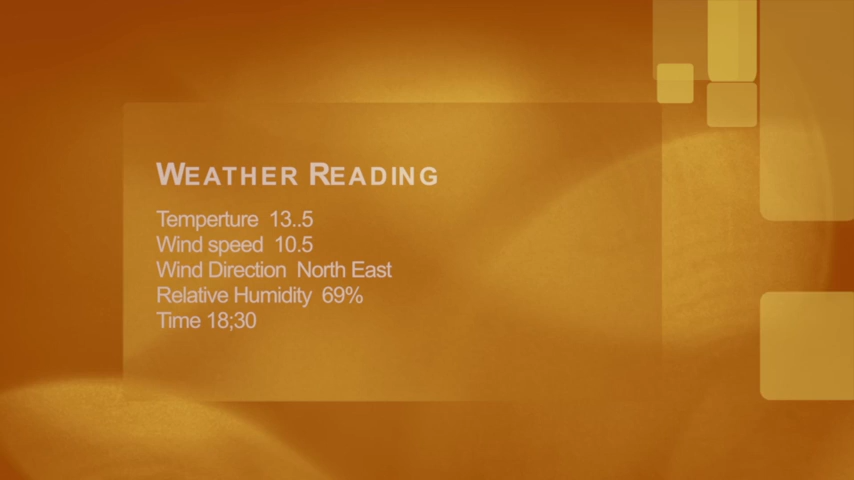 WEATHER READING
Temperture 13..5
Wind speed 10.5
Wind Direction North East
Relative Humidity 69%
Time 18;30